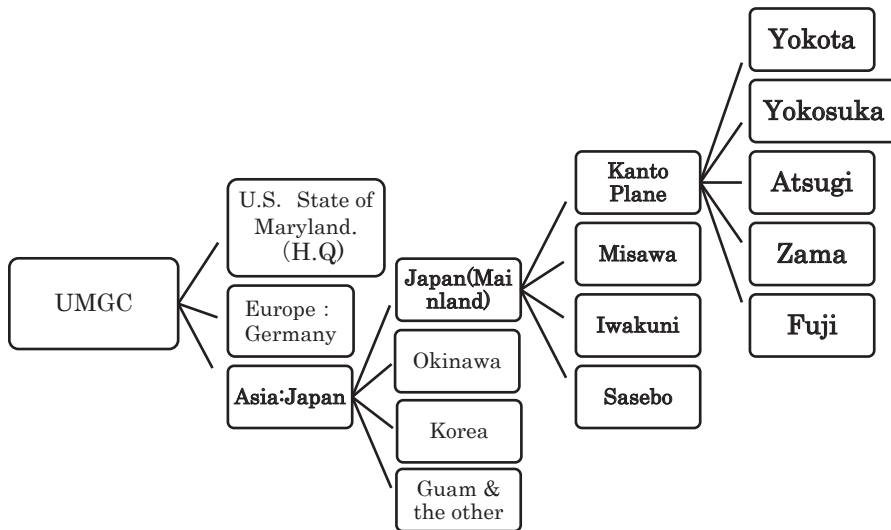 UMGC
U.S. State of
Maryland.
(H.Q)
Europe :
Germany
Asia:Japan
Japan(Mai
nland)
Okinawa
Korea
Guam &
the other
Kanto
Plane
Misawa
Iwakuni
Sasebo
Yokota
Yokosuka
Atsugi
Zama
Fuji